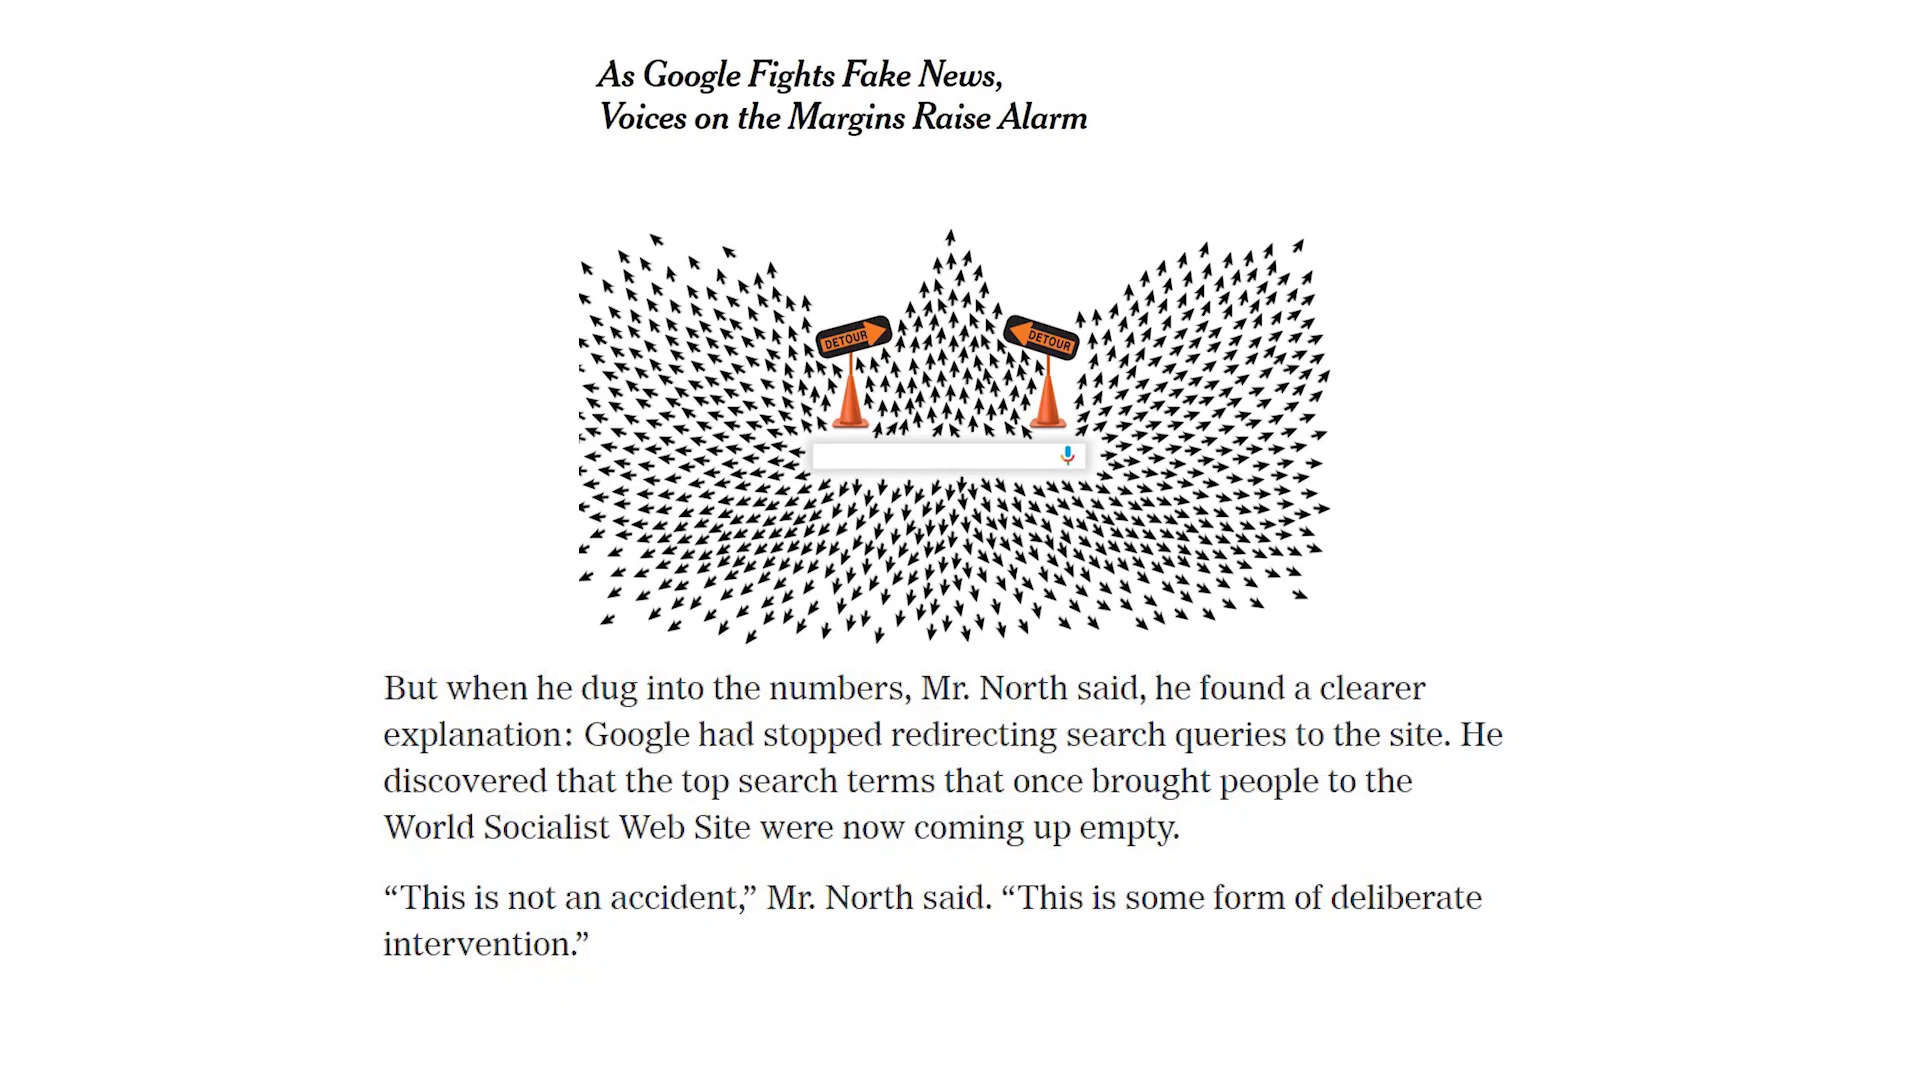 As Google Fights Fake News,
Voices on the Margins Raise Alarm
DETOUR
DETOUR
But when he dug into the numbers, Mr. North said, he found a clearer
explanation: Google had stopped redirecting search queries to the site. He
discovered that the top search terms that once brought people to the
World Socialist Web Site were now coming up empty.
“This is not an accident,” Mr. North said. “This is some form of deliberate
intervention.”